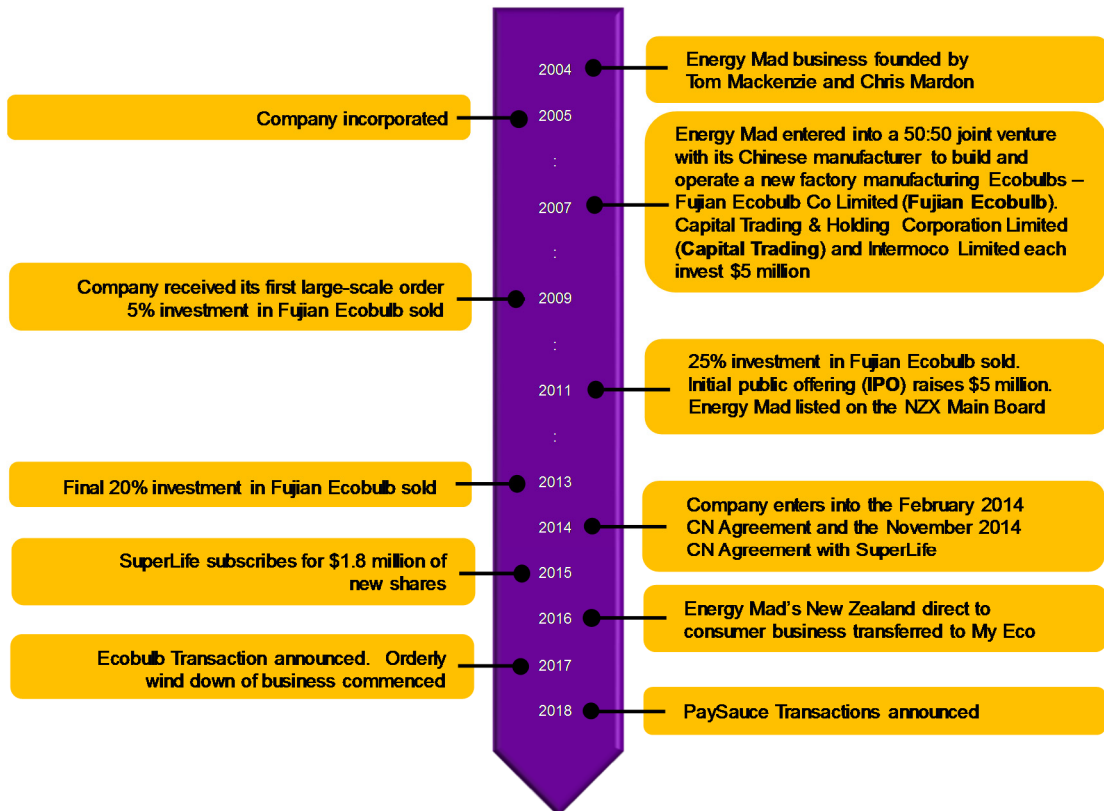 2004
Energy Mad business founded by
Tom Mackenzie and Chris Mardon
Company incorporated
2005
:
Energy Mad entered into a 50:50 joint venture
with its Chinese manufacturer to build and
operate a new factory manufacturing Ecobulbs –
Fujian Ecobulb Co Limited (Fujian Ecobulb).
Capital Trading & Holding Corporation Limited
(Capital Trading) and Intermoco Limited each
invest $5 million
2007
:
Company received its first large-scale order
5% investment in Fujian Ecobulb sold
2009
:
25% investment in Fujian Ecobulb sold.
Initial public offering (IPO) raises $5 million.
Energy Mad listed on the NZX Main Board
2011
:
Final 20% investment in Fujian Ecobulb sold
2013
2014
Company enters into the February 2014
CN Agreement and the November 2014
CN Agreement with SuperLife
SuperLife subscribes for $1.8 million of
new shares
2015
2016
Energy Mad's New Zealand direct to
consumer business transferred to My Eco
Ecobulb Transaction announced. Orderly
wind down of business commenced
2017
2018
PaySauce Transactions announced